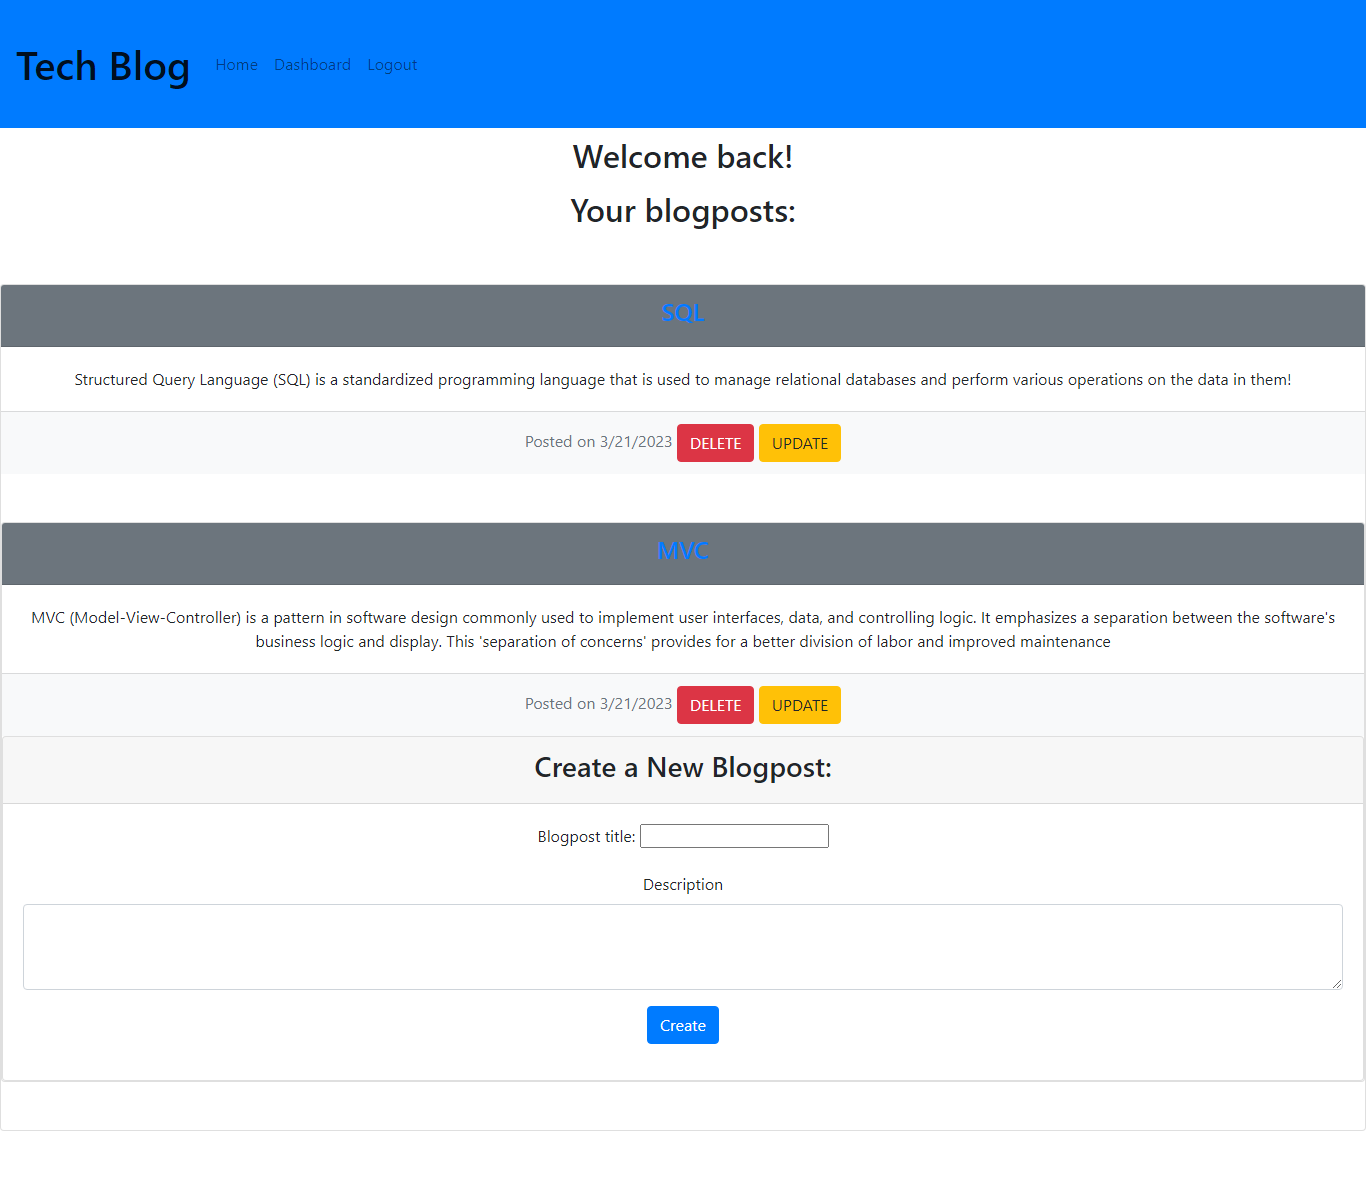 Tech Blog Home Dashboard Logout
Welcome back!
Your blogposts:
SQL
Structured Query Language (SQL) is a standardized programming language that is used to manage relational databases and perform various operations on the data in them!
Posted on 3/21/2023 DELETE UPDATE
MVC
MVC (Model-View-Controller) is a pattern in software design commonly used to implement user interfaces, data, and controlling logic. It emphasizes a separation between the software's
business logic and display. This 'separation of concerns' provides for a better division of labor and improved maintenance
Posted on 3/21/2023 DELETE UPDATE
Create a New Blogpost:
Blogpost title:
Description
Create